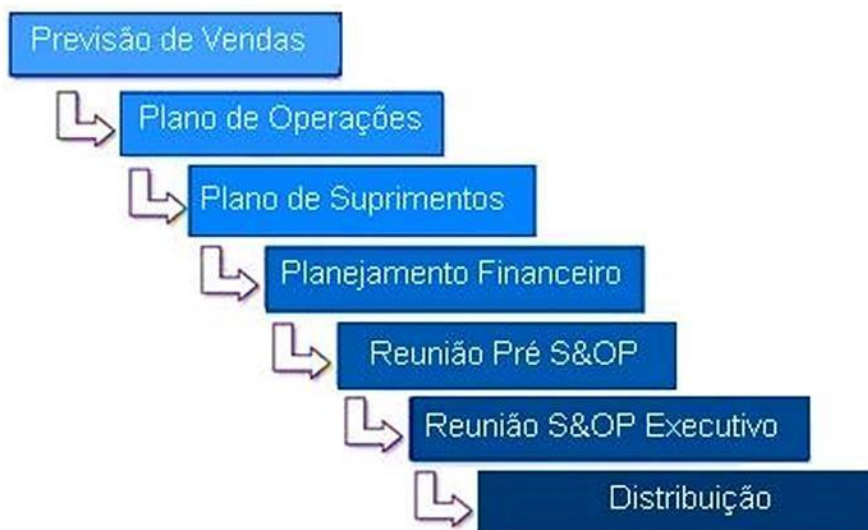 Previsão de Vendas
Plano de Operações
Plano de Suprimentos
Planejamento Financeiro
Reunião Pré S&OP
Reunião S&OP Executivo
Distribuição